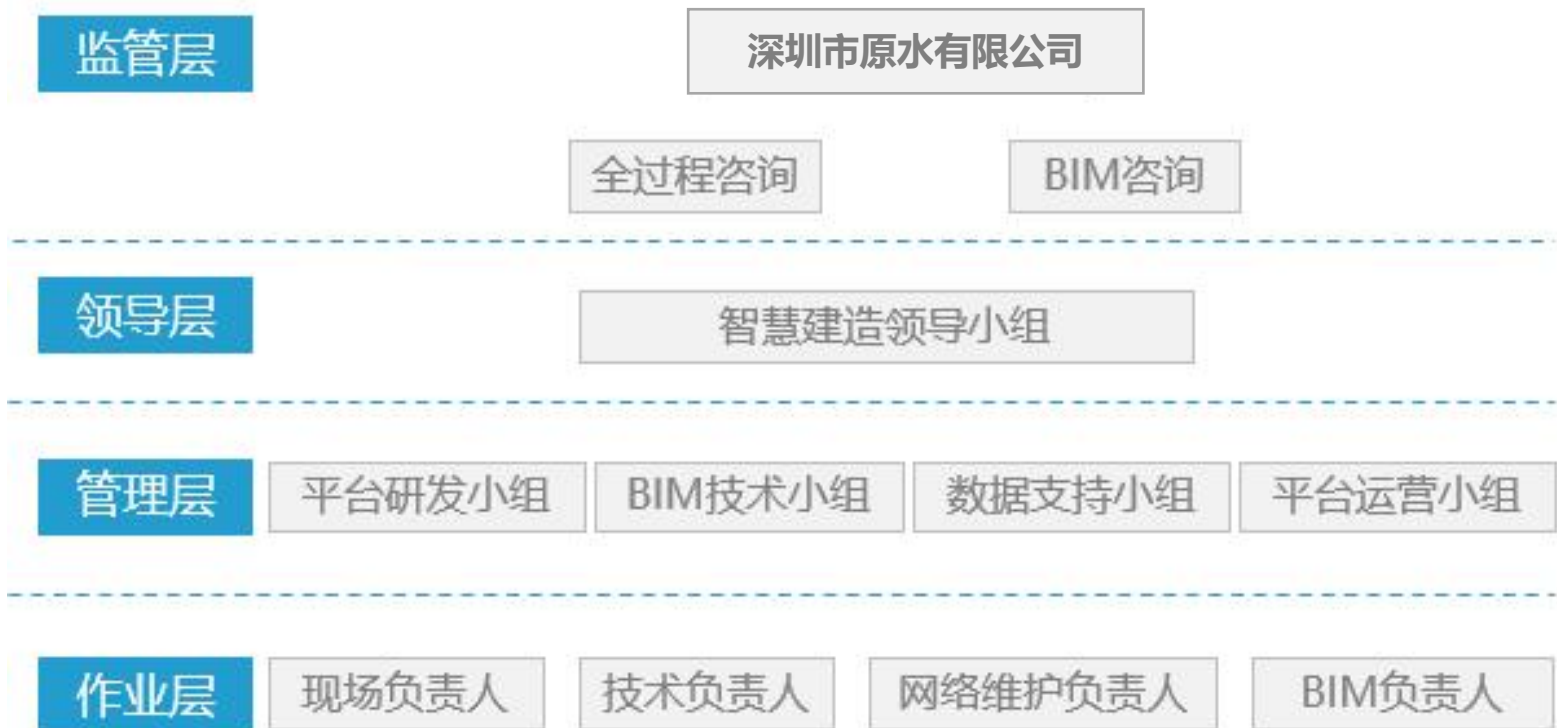 监管层
深圳市原水有限公司
全过程咨询
BIM咨询
领导层
智慧建造领导小组
管理层
平台研发小组
BIM技术小组
数据支持小组
平台运营小组
作业层
现场负责人
技术负责人
网络维护负责人
BIM负责人